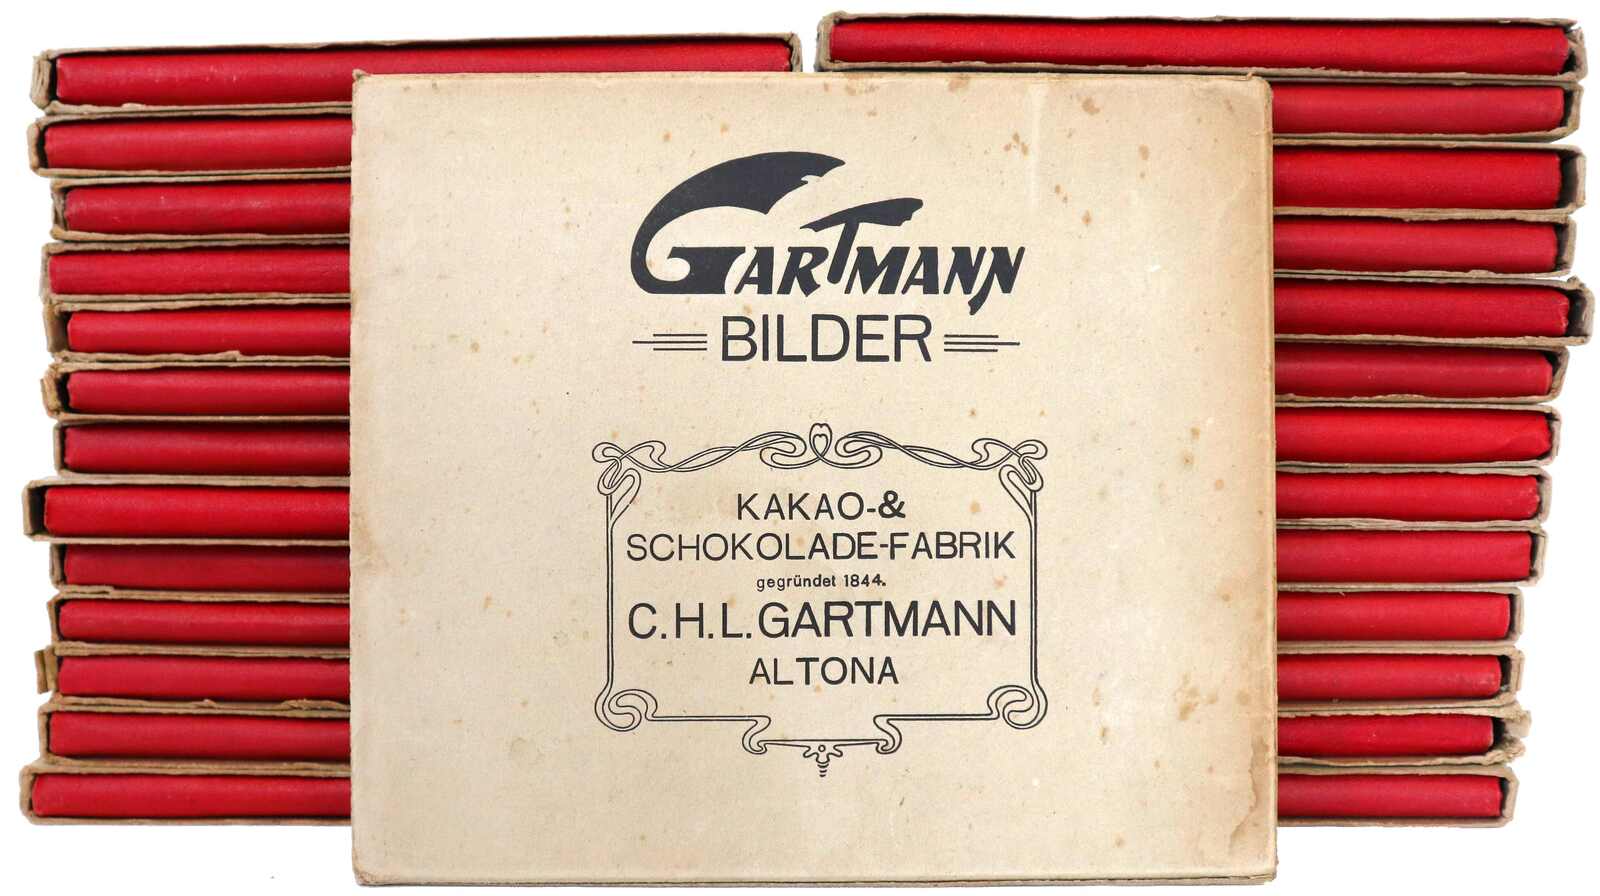 GARTMANN
BILDER
KAKAO-&
SCHOKOLADE-FABRIK
gegründet 1844.
C.H.L. GARTMANN
ALTONA